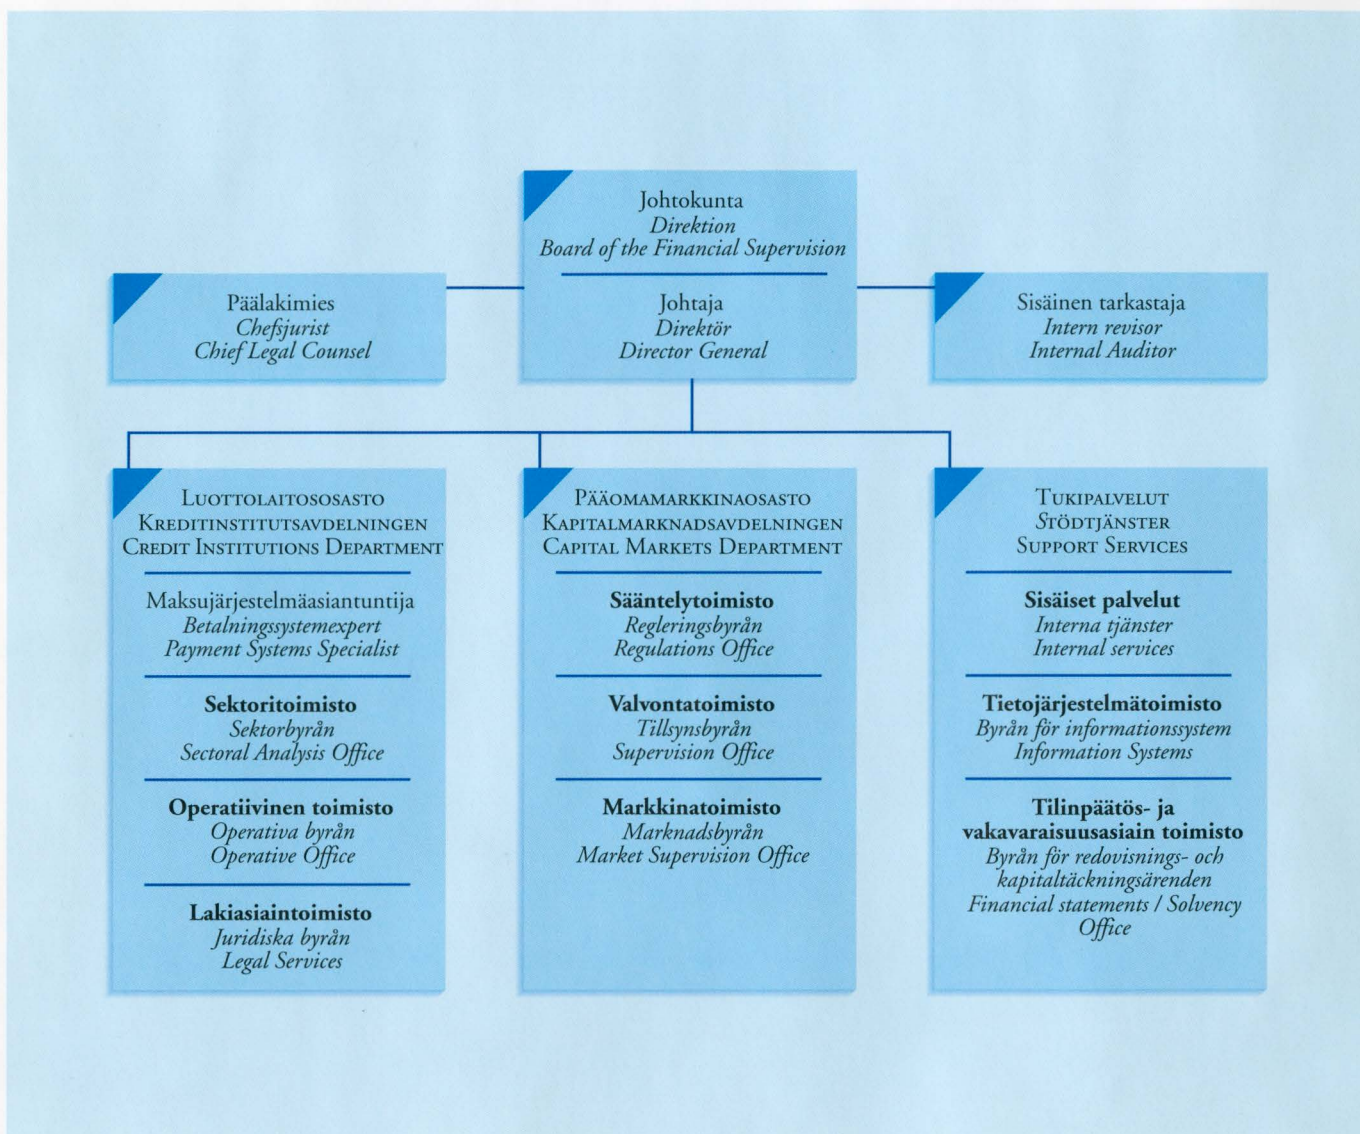 Johtokunta
Direktion
Board of the Financial Supervision
Johtaja
Direktör
Director General
Päälakimies
Chefsjurist
Chief Legal Counsel
Sisäinen tarkastaja
Intern revisor
Internal Auditor
LUOTTOLAITOSOSASTO
KREDITINSTITUTSAVDELNINGEN
CREDIT INSTITUTIONS DEPARTMENT
Maksujärjestelmäasiantuntija
Betalningssystemexpert
Payment Systems Specialist
Sektoritoimisto
Sektorbyrån
Sectoral Analysis Office
Operatiivinen toimisto
Operativa byrån
Operative Office
Lakiasiaintoimisto
Juridiska byrån
Legal Services
PÄÄOMAMARKKINAOSASTO
KAPITALMARKNADSAVDELNINGEN
CAPITAL MARKETS DEPARTMENT
Sääntelytoimisto
Regleringsbyrån
Regulations Office
Valvontatoimisto
Tillsynsbyrån
Supervision Office
Markkinatoimisto
Marknadsbyrån
Market Supervision Office
TUKIPALVELUT
STÖDTJÄNSTER
SUPPORT SERVICES
Sisäiset palvelut
Interna tjänster
Internal services
Tietojärjestelmätoimisto
Byrån för informationssystem
Information Systems
Tilinpäätös- ja
vakavaraisuusasiain toimisto
Byrån för redovisnings- och
kapitaltäckningsärenden
Financial statements / Solvency
Office